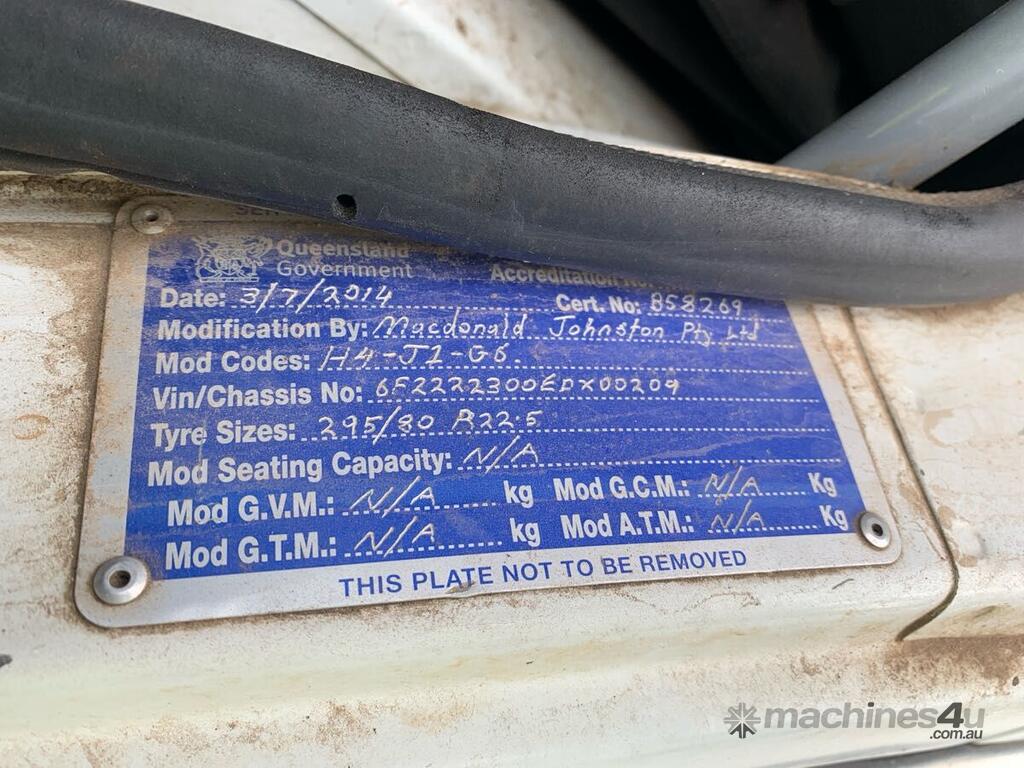 Queensland
Government
Accreditation No.
Date: 3/7/2014 Cert. No: 858269
Modification By: Macdonald Johnston Pty Ltd
Mod Codes: H4-J1-G6.
Vin/Chassis No: 6F2222300EDX00209
Tyre Sizes: 295/80 R22.5
Mod Seating Capacity: N/A
Mod G.V.M.: N/A kg Mod G.C.M.: N/A Kg
Mod G.T.M.: N/A kg Mod A.T.M.: N/A Kg
THIS PLATE NOT TO BE REMOVED
machines4u
.com.au